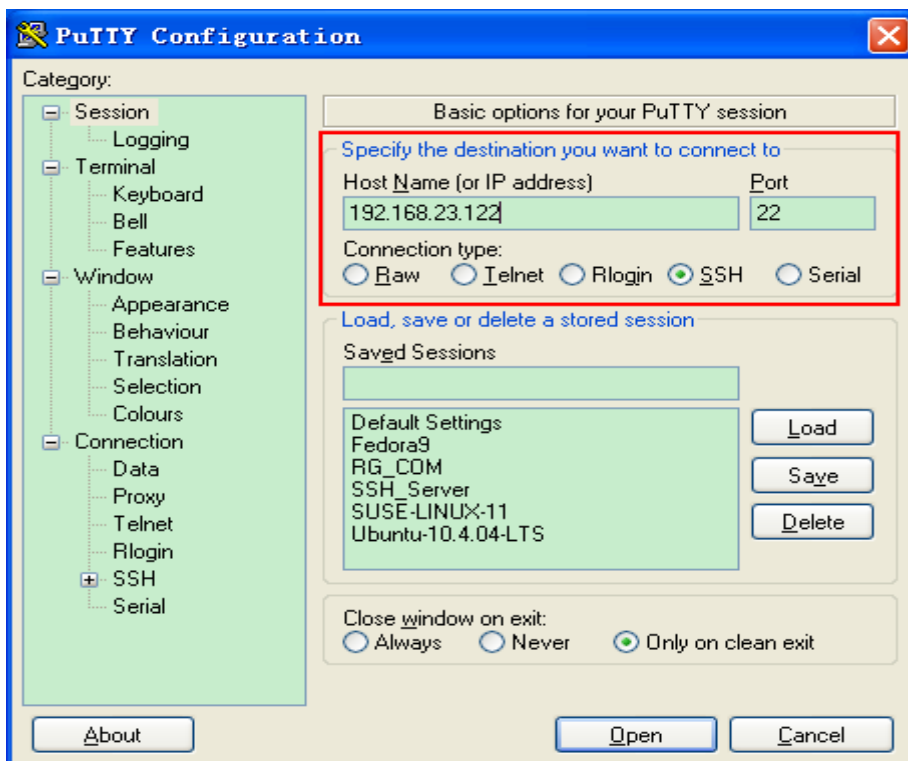 PuTTY Configuration
Category:
Session
Logging
Terminal
Keyboard
Bell
Features
Window
Appearance
Behaviour
Translation
Selection
Colours
Connection
Data
Proxy
Telnet
Rlogin
SSH
Serial
Basic options for your PuTTY session
Specify the destination you want to connect to
Host Name (or IP address) Port
192.168.23.122 22
Connection type:
Raw Telnet Rlogin SSH Serial
Load, save or delete a stored session
Saved Sessions
Default Settings
Fedora9
RG_COM
SSH_Server
SUSE-LINUX-11
Ubuntu-10.4.04-LTS
Load
Save
Delete
Close window on exit:
Always Never Only on clean exit
About Open Cancel